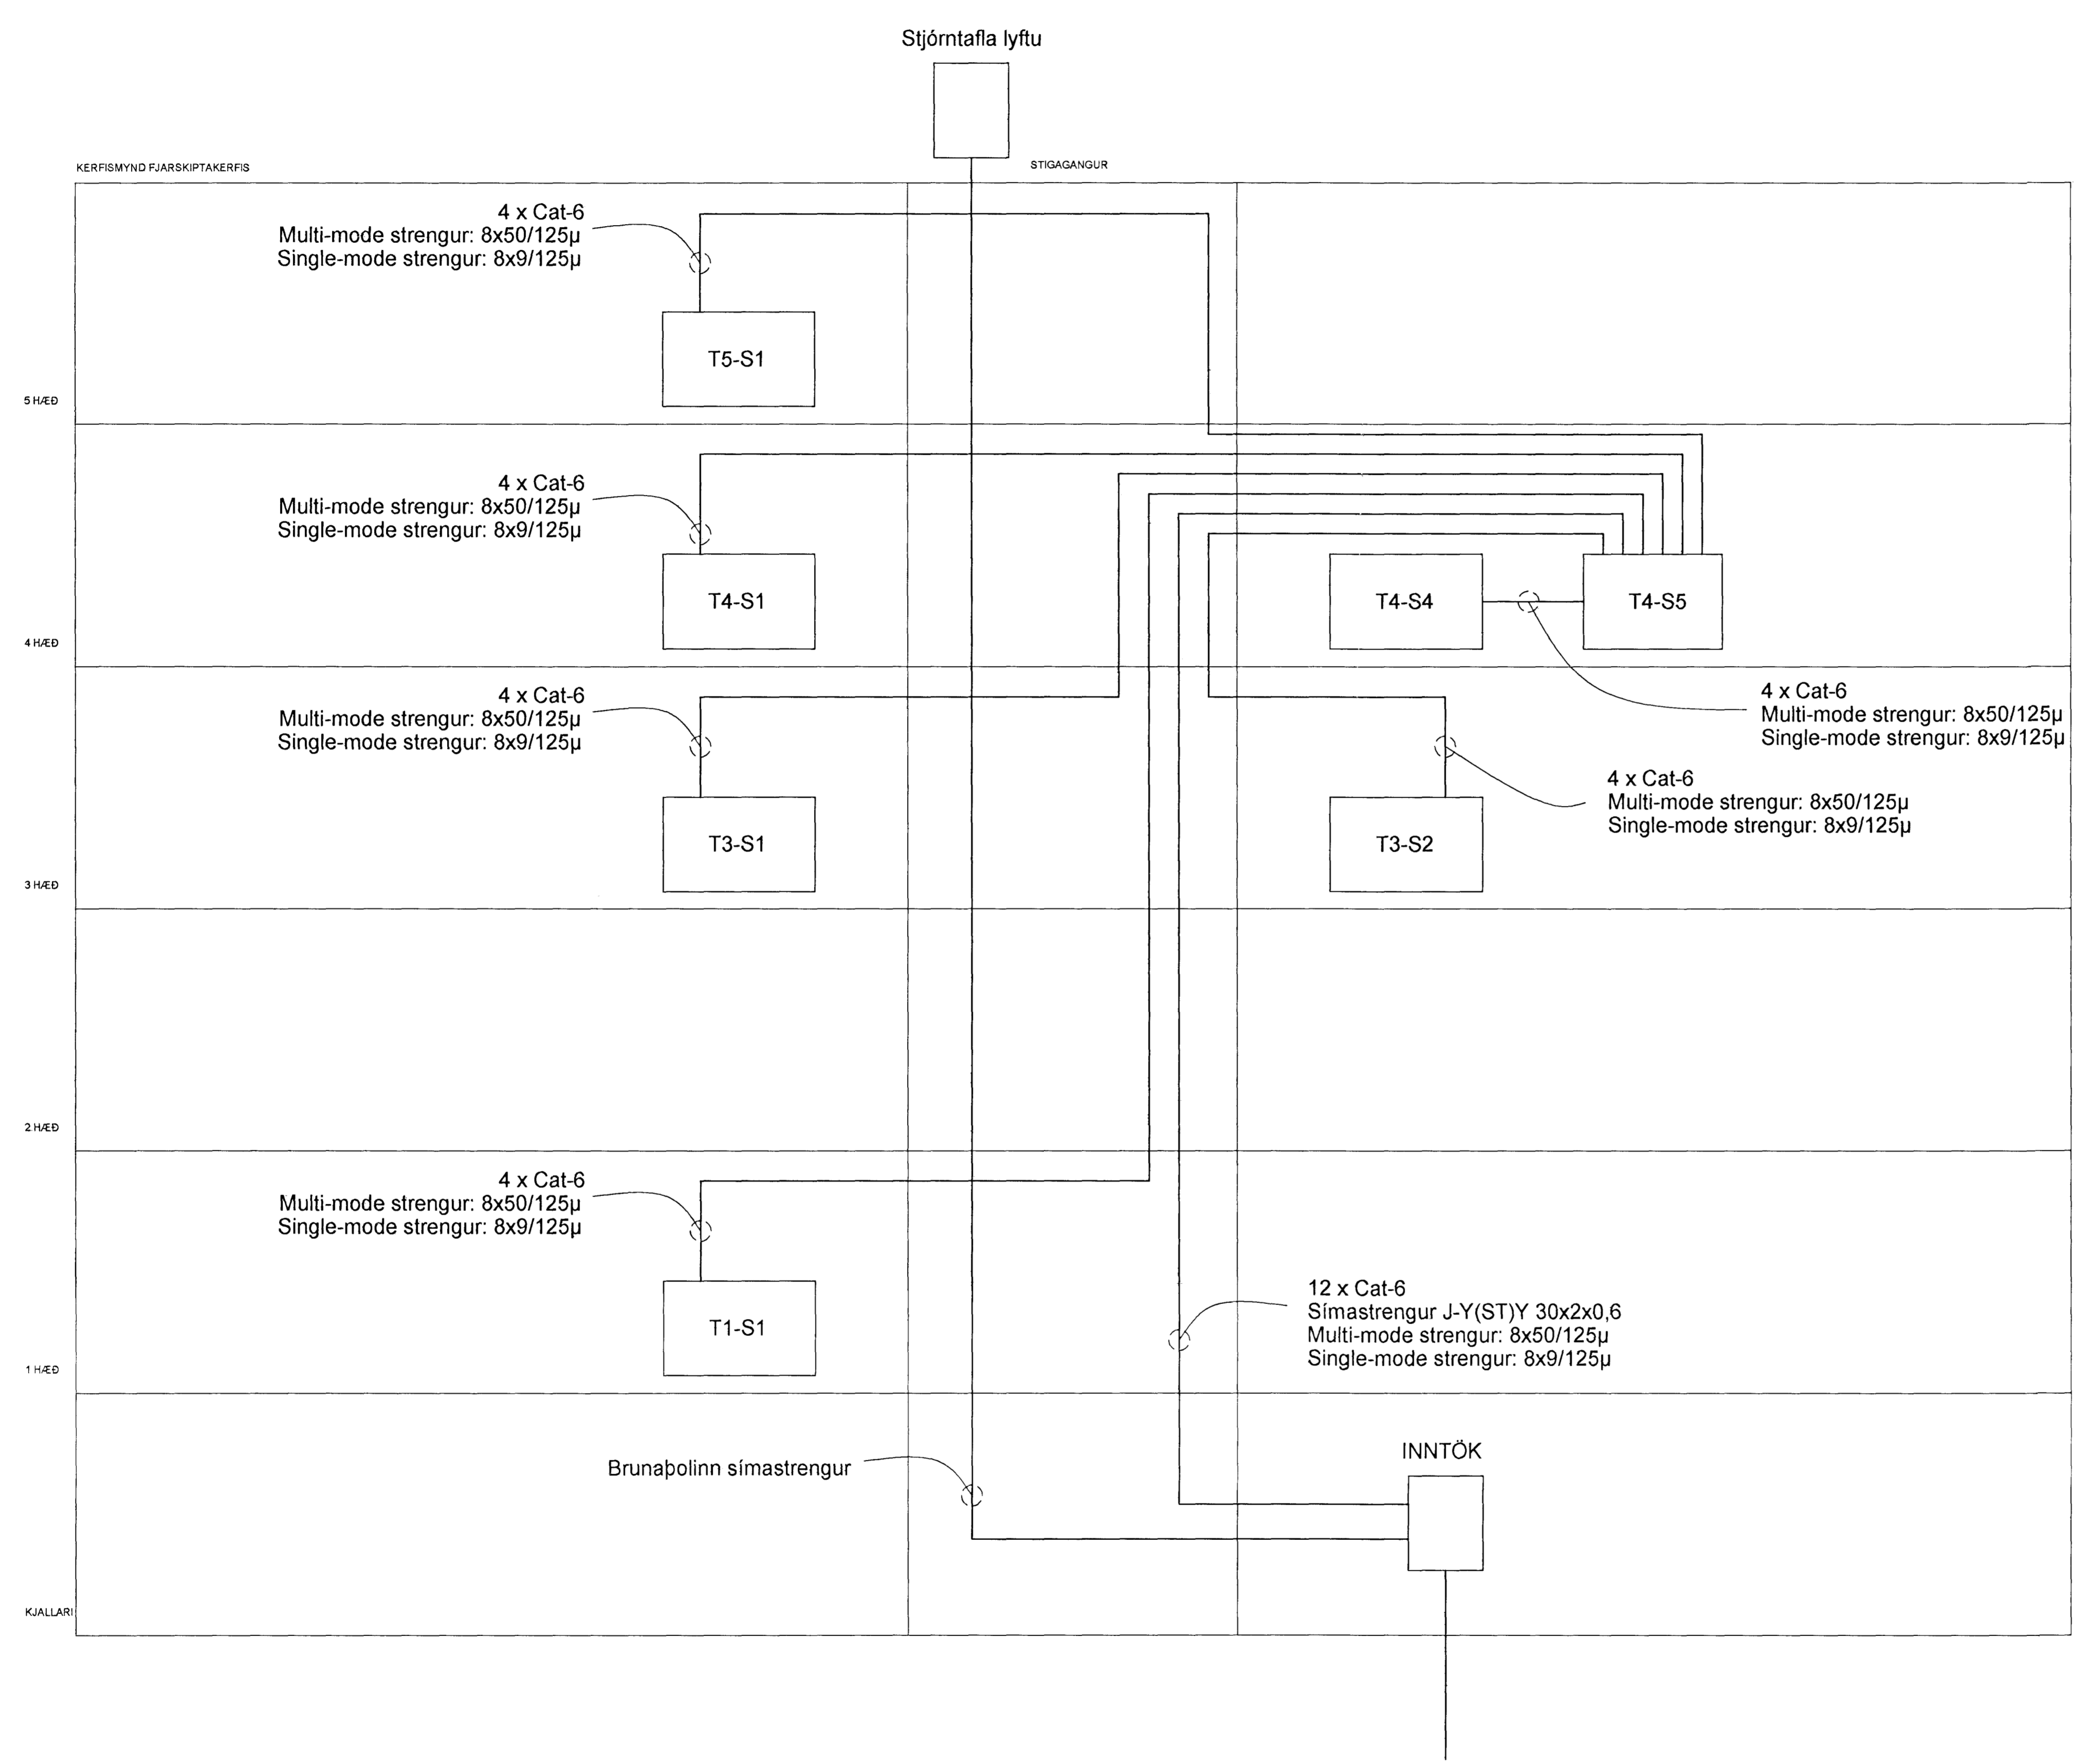 Stjórntafla lyftu
KERFISMYND FJARSKIPTAKERFIS
STIGAGANGUR
4 x Cat-6
Multi-mode strengur: 8x50/125µ
Single-mode strengur: 8x9/125µ
T5-S1
5 HÆÐ
4 x Cat-6
Multi-mode strengur: 8x50/125µ
Single-mode strengur: 8x9/125µ
T4-S1
T4-S4
T4-S5
4 HÆÐ
4 x Cat-6
Multi-mode strengur: 8x50/125µ
Single-mode strengur: 8x9/125µ
4 x Cat-6
Multi-mode strengur: 8x50/125µ
Single-mode strengur: 8x9/125µ
4 x Cat-6
Multi-mode strengur: 8x50/125µ
Single-mode strengur: 8x9/125µ
T3-S1
T3-S2
3 HÆÐ
2 HÆÐ
4 x Cat-6
Multi-mode strengur: 8x50/125µ
Single-mode strengur: 8x9/125µ
T1-S1
12 x Cat-6
Símastrengur J-Y(ST)Y 30x2x0,6
Multi-mode strengur: 8x50/125µ
Single-mode strengur: 8x9/125µ
1 HÆÐ
INNTÖK
Brunaþolinn símastrengur
KJALLARI